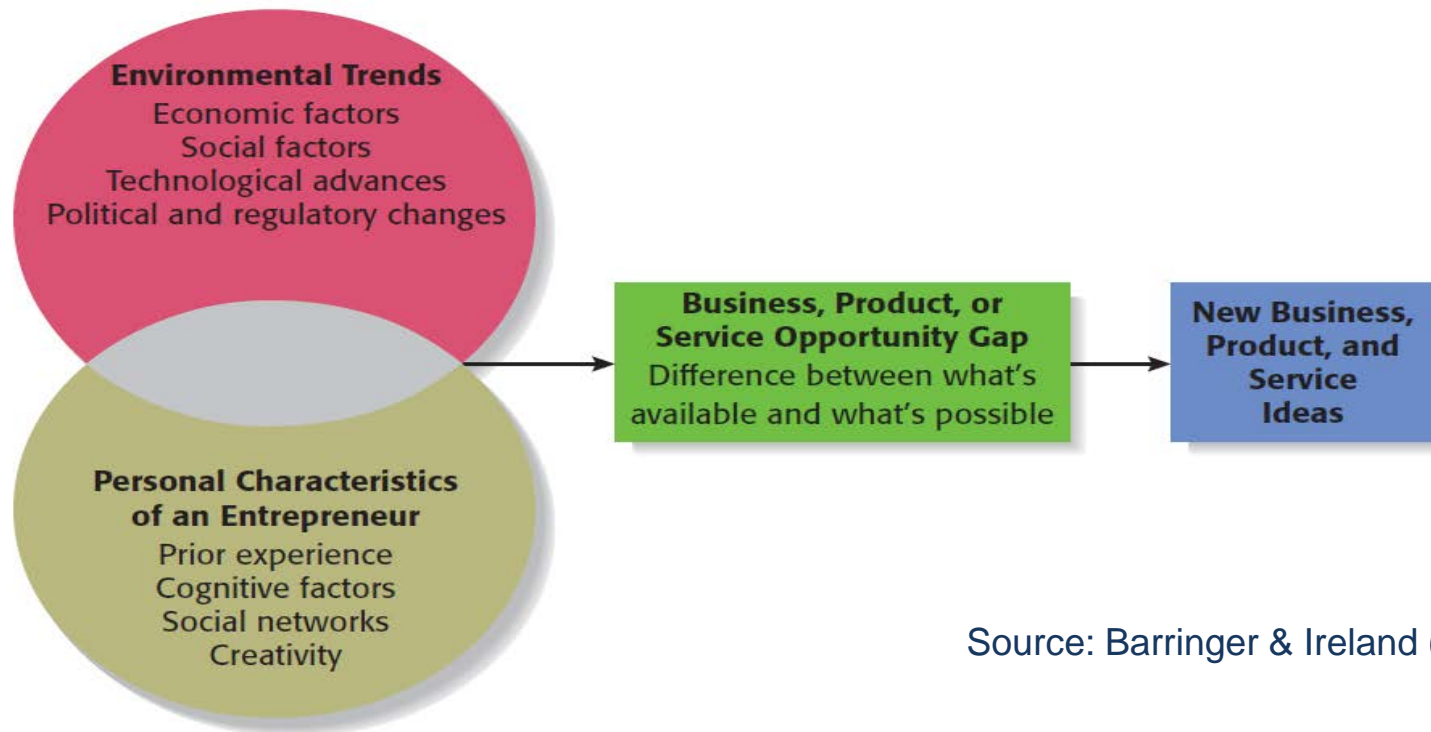 Environmental Trends
Economic factors
Social factors
Technological advances
Political and regulatory changes
Business, Product, or
Service Opportunity Gap
Difference between what's
available and what's possible
New Business,
Product, and
Service
Ideas
Personal Characteristics
of an Entrepreneur
Prior experience
Cognitive factors
Social networks
Creativity
Source: Barringer & Ireland (